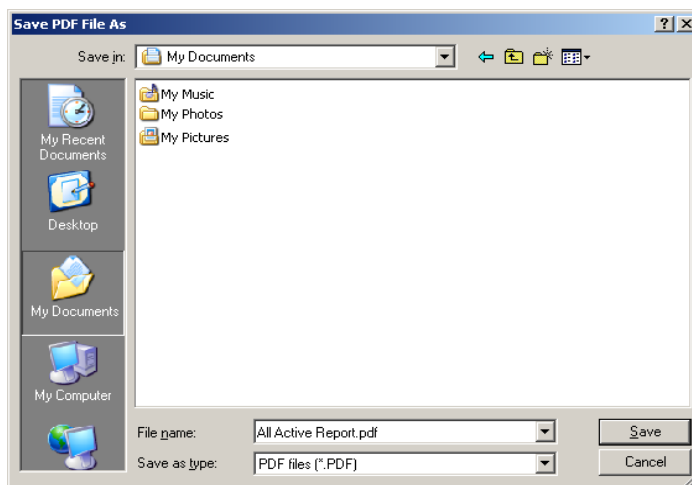 Save PDF File As
Save in: My Documents
My Music
My Photos
My Pictures
My Recent
Documents
Desktop
My Documents
My Computer
File name: All Active Report.pdf Save
Save as type: PDF files (*.PDF) Cancel